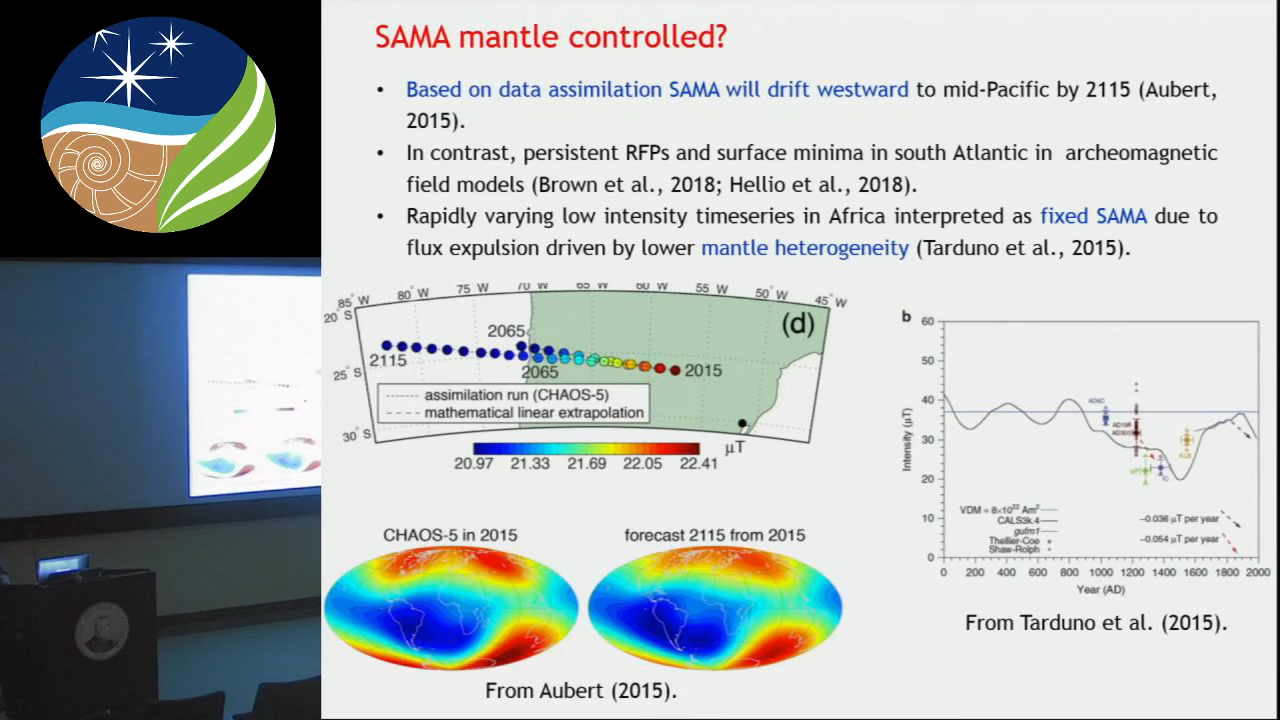 SAMA mantle controlled?
• Based on data assimilation SAMA will drift westward to mid-Pacific by 2115 (Aubert,
2015).
• In contrast, persistent RFPs and surface minima in south Atlantic in archeomagnetic
field models (Brown et al., 2018; Hellio et al., 2018).
• Rapidly varying low intensity timeseries in Africa interpreted as fixed SAMA due to
flux expulsion driven by lower mantle heterogeneity (Tarduno et al., 2015).
85° W 80° W 75° W 70° W 65° W 60° W 55° W 50° W 45° W
20° S
25° S
30° S
(d)
2065
2115
2065
2015
assimilation run (CHAOS-5)
mathematical linear extrapolation
µT
20.97 21.33 21.69 22.05 22.41
CHAOS-5 in 2015
forecast 2115 from 2015
From Aubert (2015).
b
60
50
40
30
20
10
0
Intensity (µT)
VDM = 8×10²² Am²
CALS3k.4
gufm1
Thellier-Coe
Shaw-Rolph
–0.036 µT per year
–0.054 µT per year
0 200 400 600 800 1000 1200 1400 1600 1800 2000
Year (AD)
From Tarduno et al. (2015).